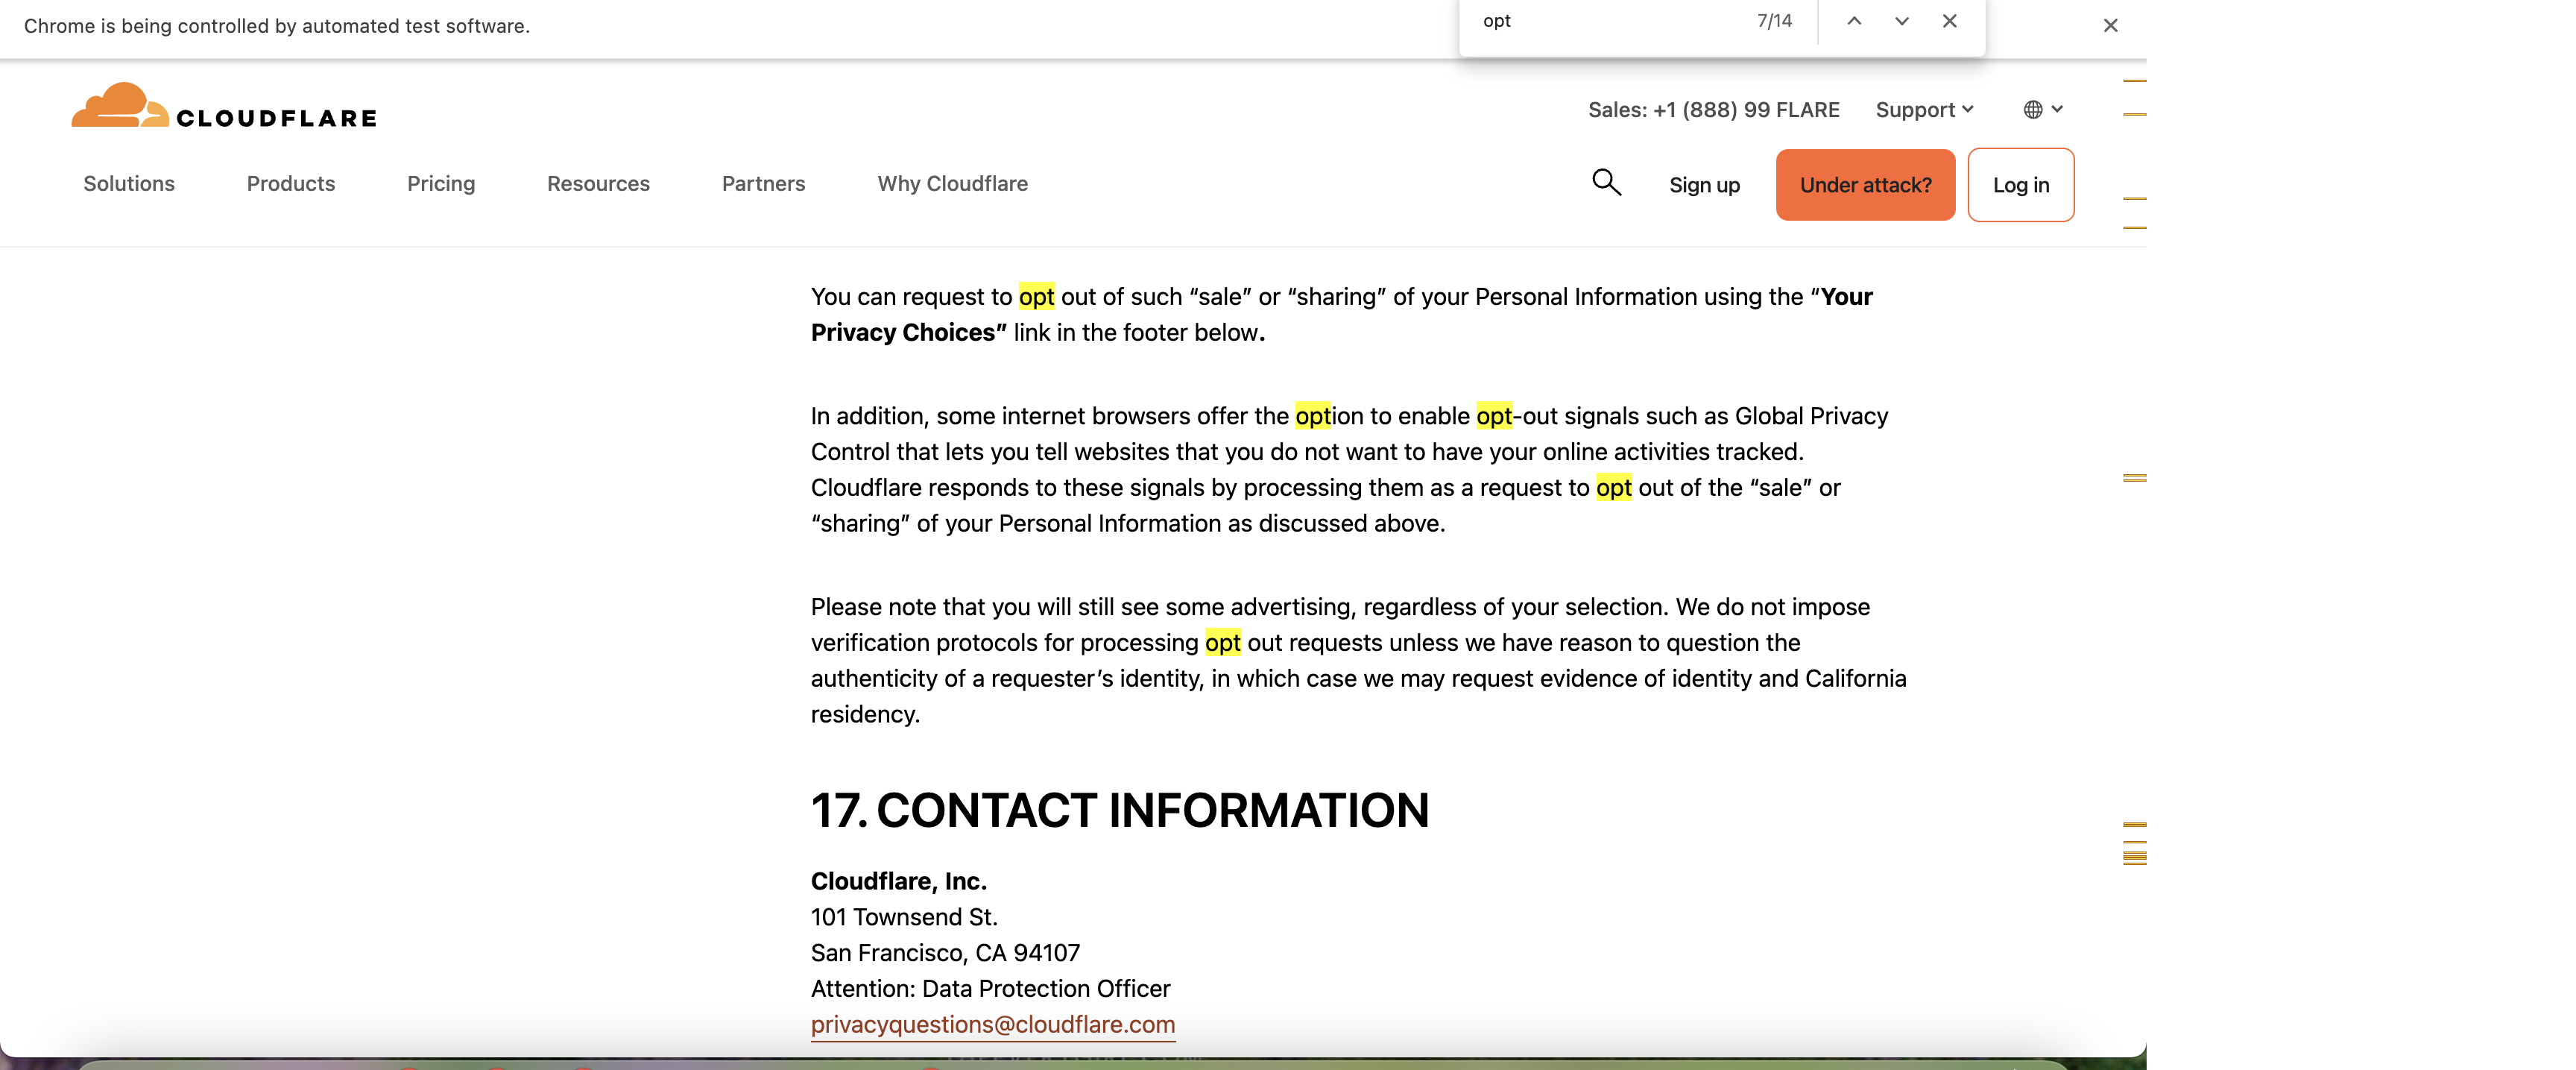 Chrome is being controlled by automated test software.
opt 7/14
CLOUDFLARE
Sales: +1 (888) 99 FLARE Support
Solutions Products Pricing Resources Partners Why Cloudflare Sign up Under attack? Log in
You can request to opt out of such “sale” or “sharing” of your Personal Information using the “Your
Privacy Choices” link in the footer below.
In addition, some internet browsers offer the option to enable opt-out signals such as Global Privacy
Control that lets you tell websites that you do not want to have your online activities tracked.
Cloudflare responds to these signals by processing them as a request to opt out of the “sale” or
“sharing” of your Personal Information as discussed above.
Please note that you will still see some advertising, regardless of your selection. We do not impose
verification protocols for processing opt out requests unless we have reason to question the
authenticity of a requester’s identity, in which case we may request evidence of identity and California
residency.
17. CONTACT INFORMATION
Cloudflare, Inc.
101 Townsend St.
San Francisco, CA 94107
Attention: Data Protection Officer
privacyquestions@cloudflare.com